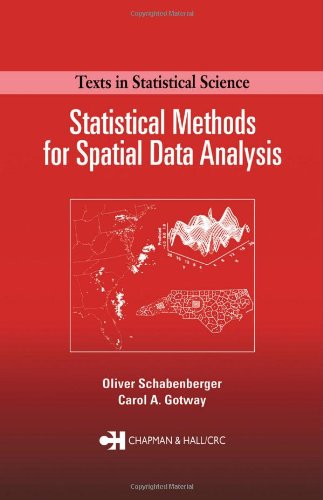 Texts in Statistical Science
Statistical Methods
for Spatial Data Analysis
Oliver Schabenberger
Carol A. Gotway
CHAPMAN & HALL/CRC